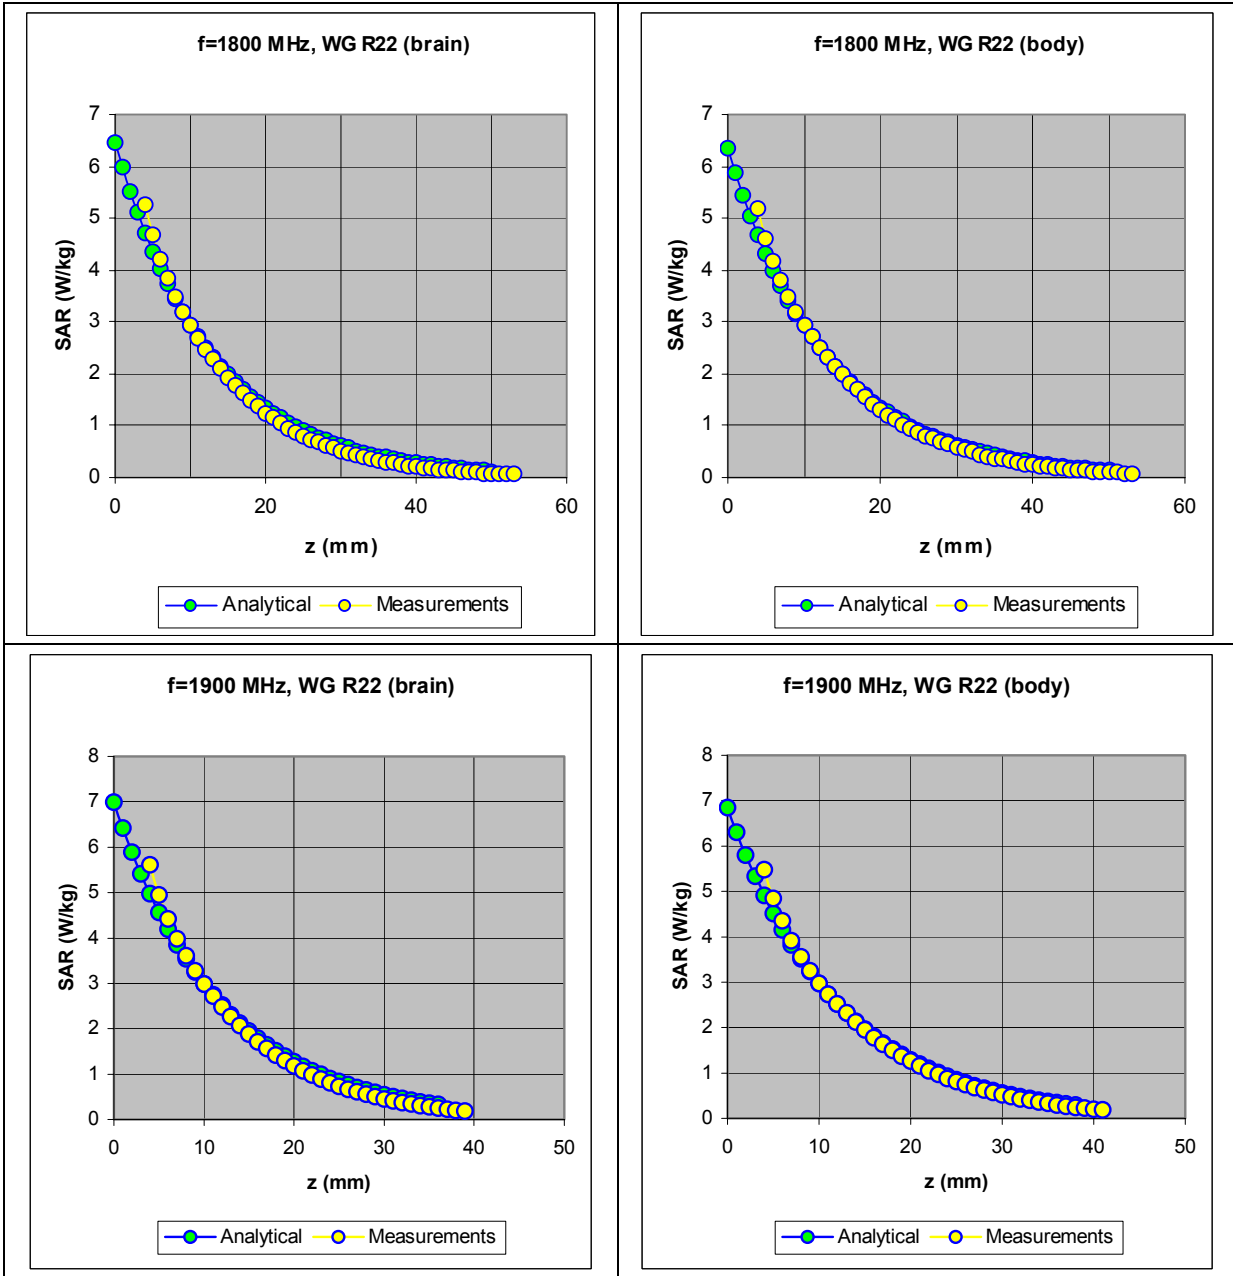 f=1800 MHz, WG R22 (brain)
7
6
5
4
3
2
1
0
SAR (W/kg)
0 20 40 60
z (mm)
Analytical Measurements
f=1800 MHz, WG R22 (body)
7
6
5
4
3
2
1
0
SAR (W/kg)
0 20 40 60
z (mm)
Analytical Measurements
f=1900 MHz, WG R22 (brain)
8
7
6
5
4
3
2
1
0
SAR (W/kg)
0 10 20 30 40 50
z (mm)
Analytical Measurements
f=1900 MHz, WG R22 (body)
8
7
6
5
4
3
2
1
0
SAR (W/kg)
0 10 20 30 40 50
z (mm)
Analytical Measurements